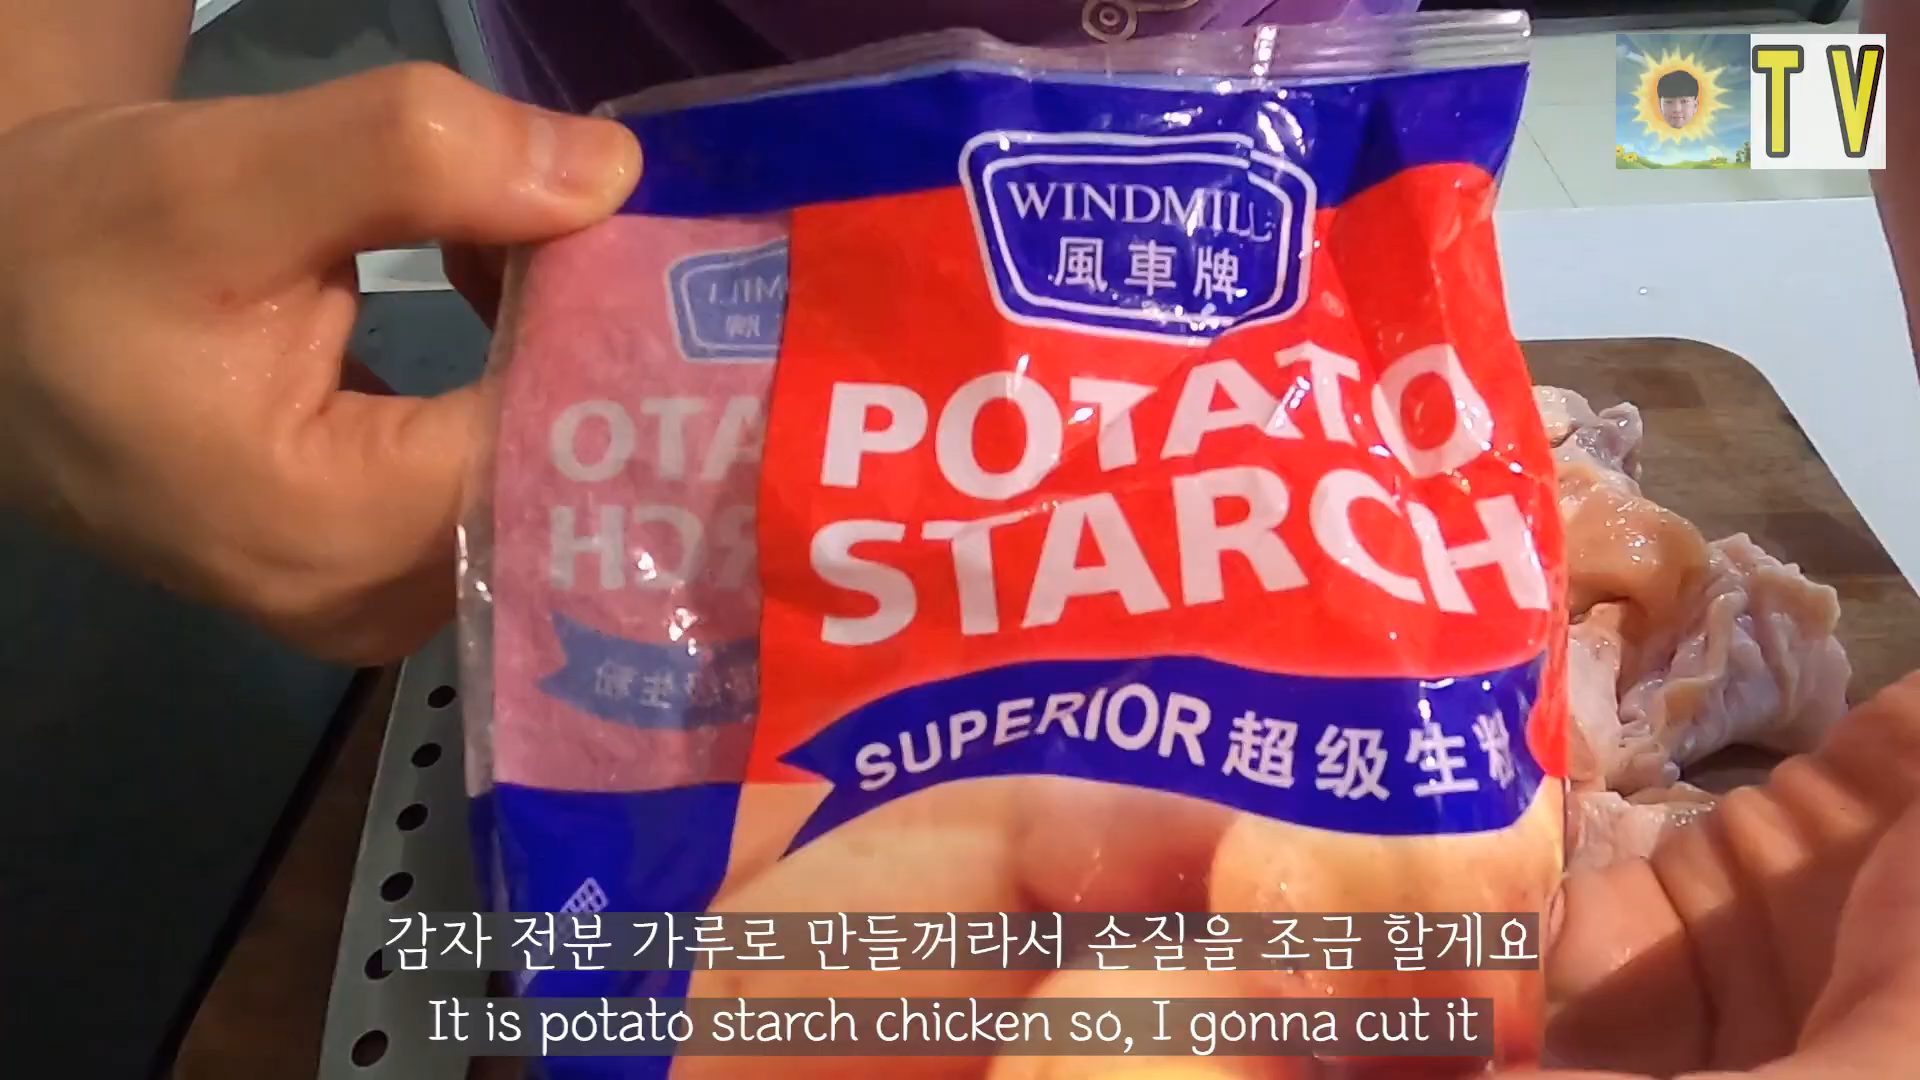 TV
WINDMILL
風車牌
POTATO
STARCH
SUPERIOR 超级生粉
감자 전분 가루로 만들꺼라서 손질을 조금 할게요
It is potato starch chicken so, I gonna cut it